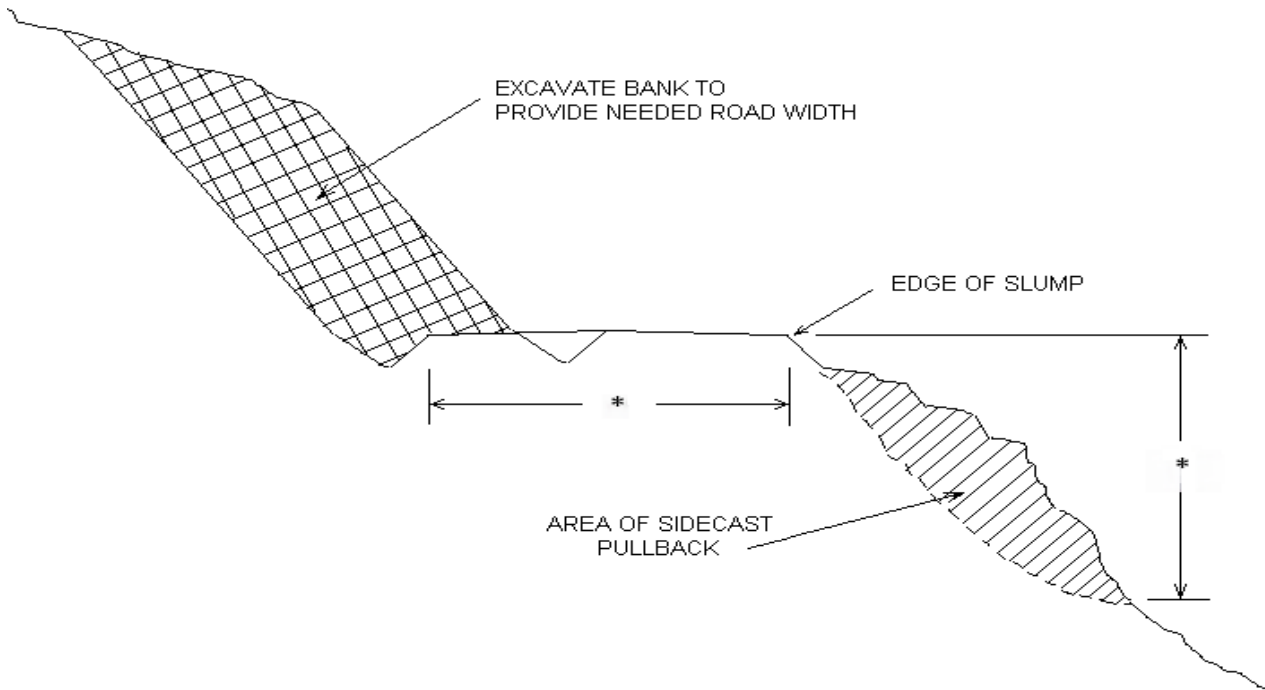 EXCAVATE BANK TO
PROVIDE NEEDED ROAD WIDTH
EDGE OF SLUMP
*
*
AREA OF SIDECAST
PULLBACK